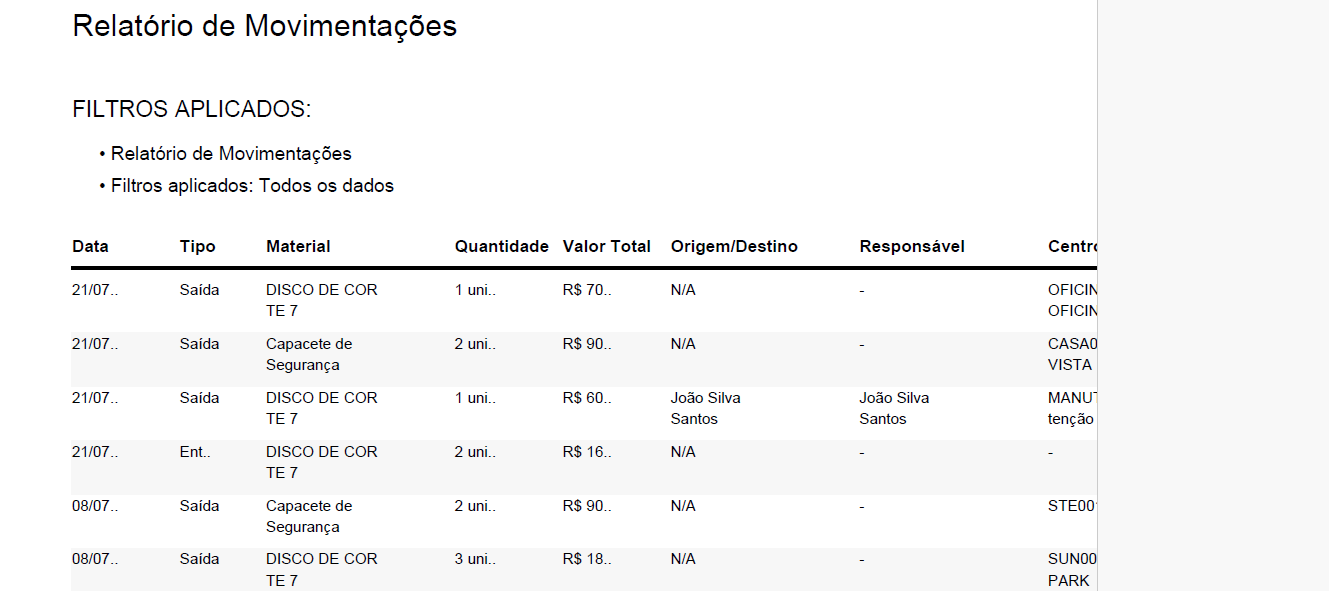 Relatório de Movimentações
FILTROS APLICADOS:
• Relatório de Movimentações
• Filtros aplicados: Todos os dados
Data Tipo Material Quantidade Valor Total Origem/Destino Responsável Centro
21/07.. Saída DISCO DE COR 1 uni.. R$ 70.. N/A - OFICIN
TE 7 OFICIN
21/07.. Saída Capacete de 2 uni.. R$ 90.. N/A - CASA0
Segurança VISTA
21/07.. Saída DISCO DE COR 1 uni.. R$ 60.. João Silva João Silva MANUT
TE 7 Santos Santos tenção
21/07.. Ent.. DISCO DE COR 2 uni.. R$ 16.. N/A - -
TE 7
08/07.. Saída Capacete de 2 uni.. R$ 90.. N/A - STE001
Segurança
08/07.. Saída DISCO DE COR 3 uni.. R$ 18.. N/A - SUN00
TE 7 PARK